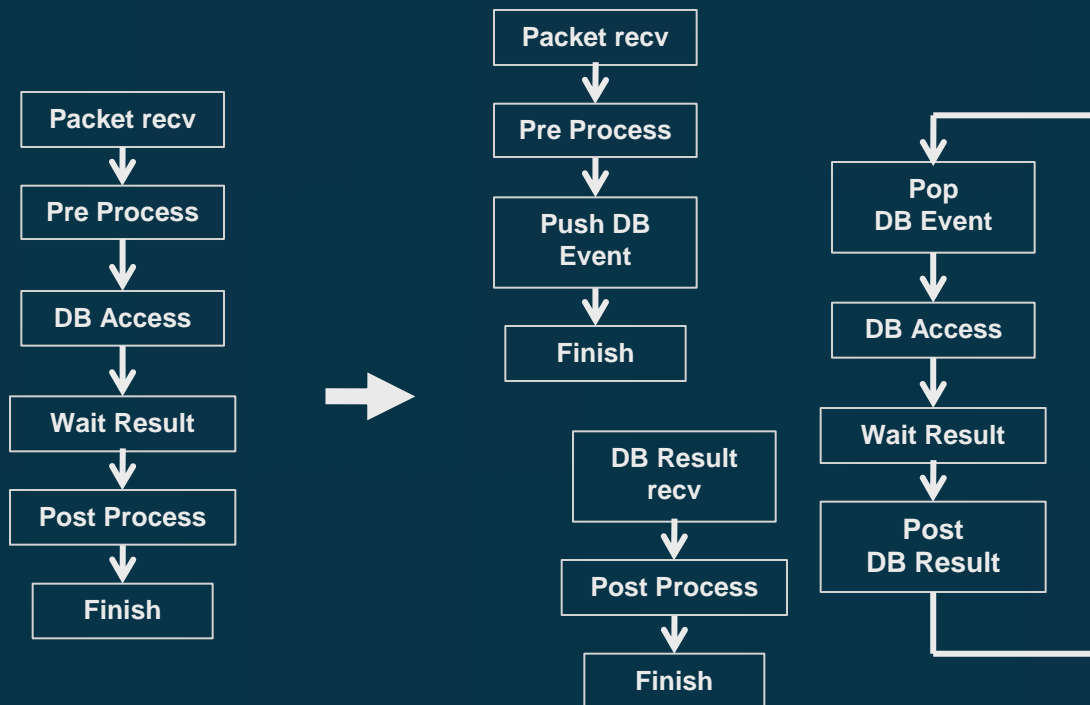 Packet recv
Pre Process
DB Access
Wait Result
Post Process
Finish
Packet recv
Pre Process
Push DB
Event
Finish
DB Result
recv
Post Process
Finish
Pop
DB Event
DB Access
Wait Result
Post
DB Result